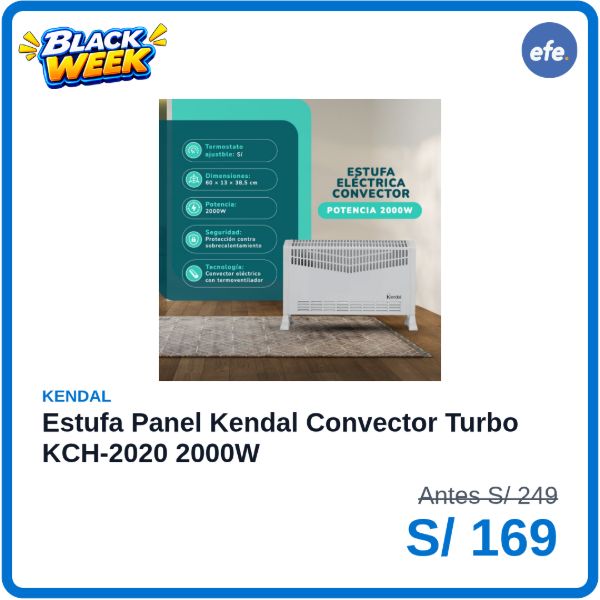 BLACK
WEEK
efe.
Termostato
ajustble: Sí
Dimensiones:
60 × 13 × 38,5 cm
Potencia:
2000W
Seguridad:
Protección contra
sobrecalentamiento
Tecnología:
Convector eléctrico
con termoventilador
ESTUFA
ELÉCTRICA
CONVECTOR
POTENCIA 2000W
Kendal
KENDAL
Estufa Panel Kendal Convector Turbo
KCH-2020 2000W
Antes S/ 249
S/ 169